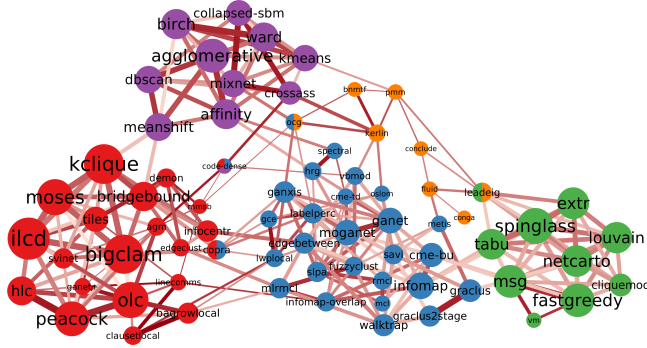 collapsed-sbm
birch
ward
agglomerative
kmeans
dbscan
mixnet
crossass
bnmtf
pmm
affinity
meanshift
ocg
kerlin
spectral
conclude
kclique
code-dense
hrg
vbmod
demon
fluid
leadeig
moses
bridgebound
ganxis
cme-td
oslom
extr
mmsb
tiles
gce
labelperc
conga
spinglass
agm
infocentr
moganet
ganet
metis
ilcd
louvain
edgeclust
copra
edgebetween
tabu
bigclam
svinet
lwplocal
savi
cme-bu
netcarto
fuzzyclust
slpa
linecomms
rmcl
msg
cliquemod
hlc
ganetv
mlrmcl
infomap
graclus
olc
infomap-overlap
mcl
fastgreedy
peacock
bagrowlocal
graclus2stage
walktrap
vm
clausetlocal